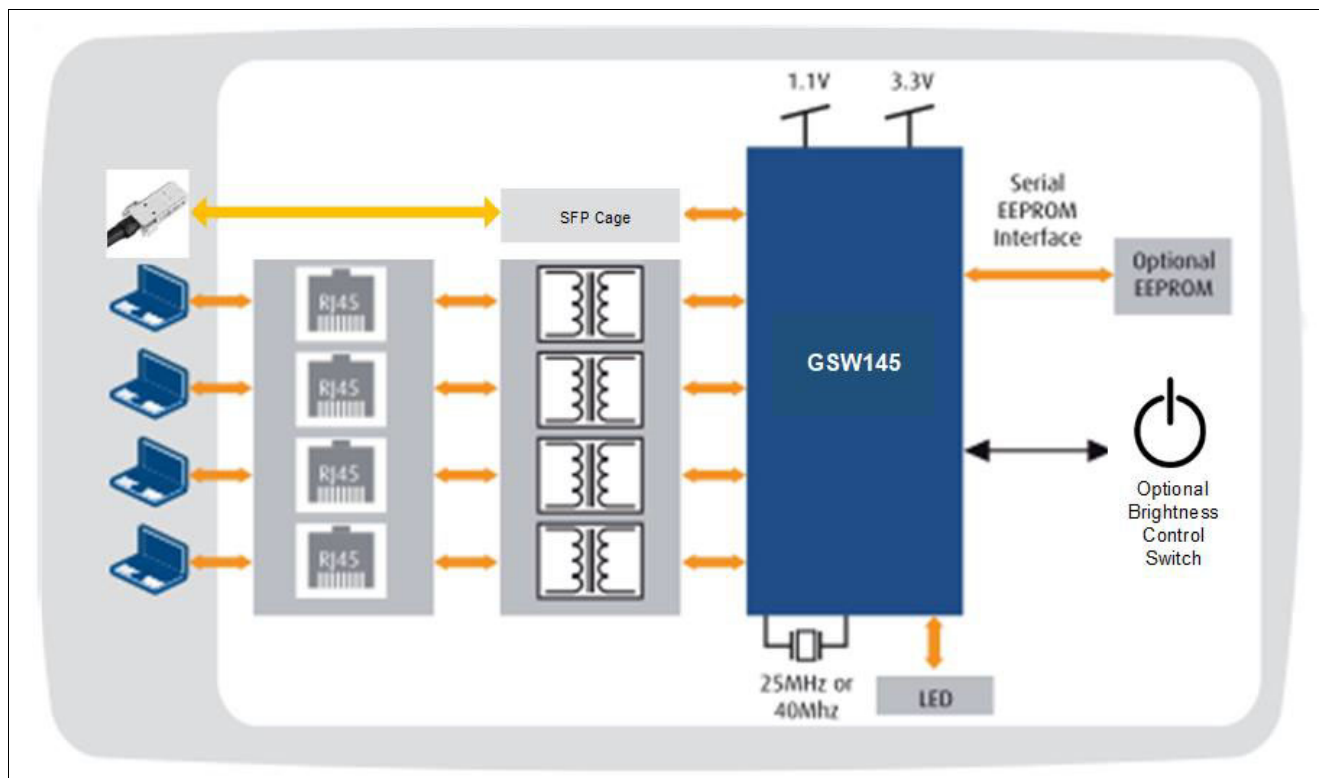 1.1V
3.3V
SFP Cage
Serial
EEPROM
Interface
Optional
EEPROM
RJ45
RJ45
RJ45
RJ45
GSW145
Optional
Brightness
Control
Switch
25MHz or
40Mhz
LED